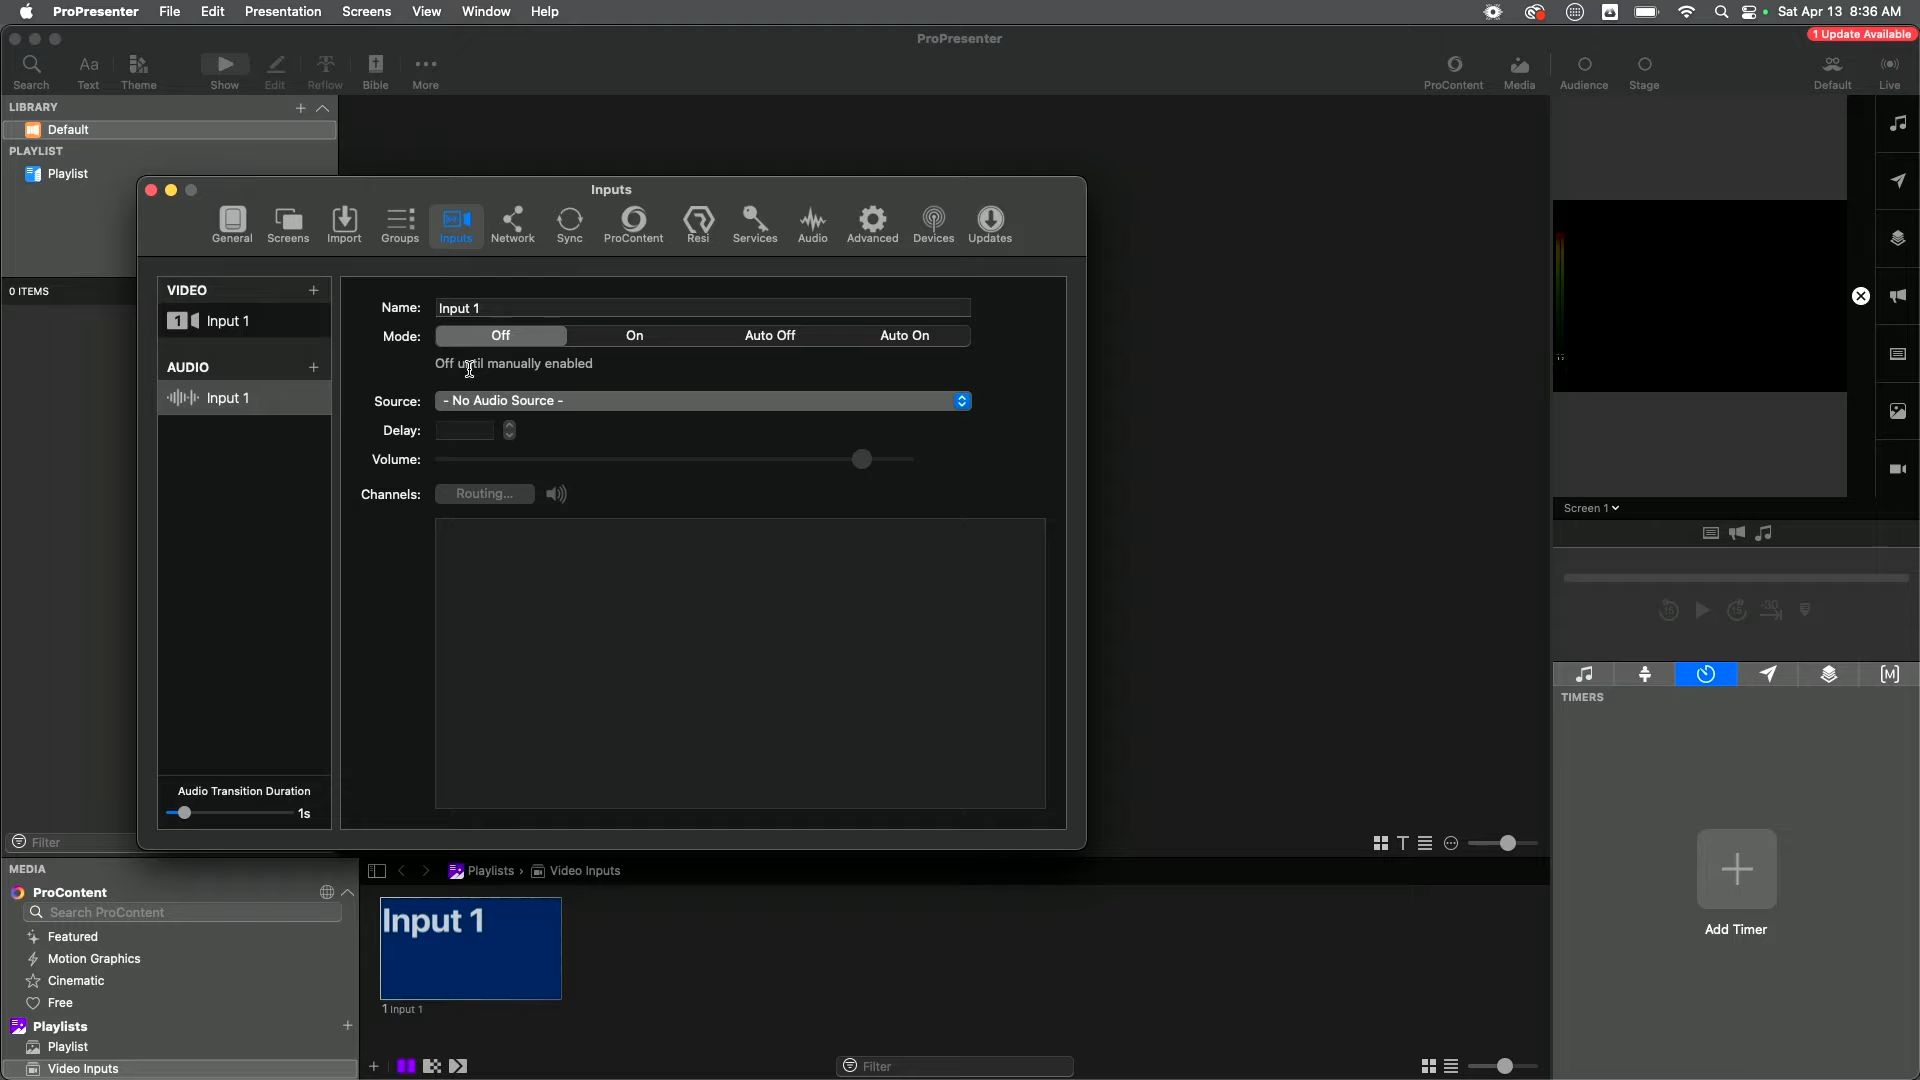 ProPresenter File Edit Presentation Screens View Window Help
Sat Apr 13 8:36 AM
ProPresenter
1 Update Available
Search Text Theme Show Edit Reflow Bible More
ProContent Media Audience Stage Default Live
LIBRARY
Default
PLAYLIST
Playlist
0 ITEMS
Filter
Inputs
General Screens Import Groups Inputs Network Sync ProContent Resi Services Audio Advanced Devices Updates
VIDEO
1 Input 1
AUDIO
Input 1
Audio Transition Duration
1s
Name: Input 1
Mode: Off On Auto Off Auto On
Off until manually enabled
Source: - No Audio Source -
Delay:
Volume:
Channels: Routing...
Screen 1
15 15 -30
TIMERS
Add Timer
MEDIA
ProContent
Search ProContent
Featured
Motion Graphics
Cinematic
Free
Playlists
Playlist
Video Inputs
Playlists › Video Inputs
Input 1
1 Input 1
Filter